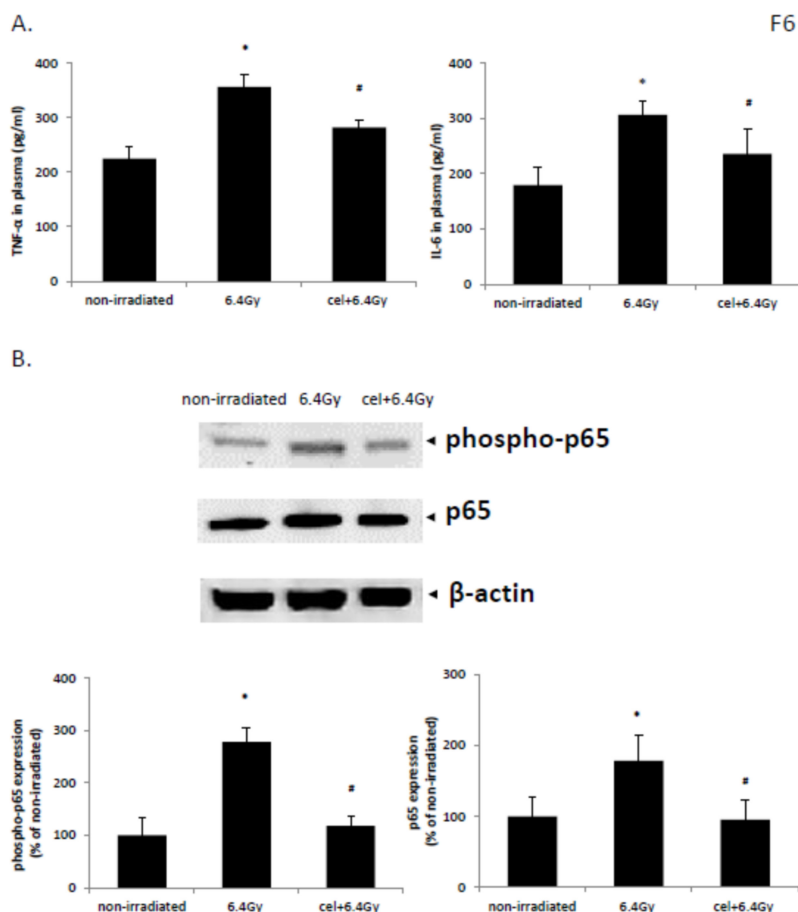 A.
F6
TNF-α in plasma (pg/ml)
400
300
200
100
0
*
#
non-irradiated 6.4Gy cel+6.4Gy
IL-6 in plasma (pg/ml)
400
300
200
100
0
*
#
non-irradiated 6.4Gy cel+6.4Gy
B.
non-irradiated 6.4Gy cel+6.4Gy
phospho-p65
p65
β-actin
phospho-p65 expression
(% of non-irradiated)
400
300
200
100
0
*
#
non-irradiated 6.4Gy cel+6.4Gy
p65 expression
(% of non-irradiated)
300
200
100
0
*
#
non-irradiated 6.4Gy cel+6.4Gy